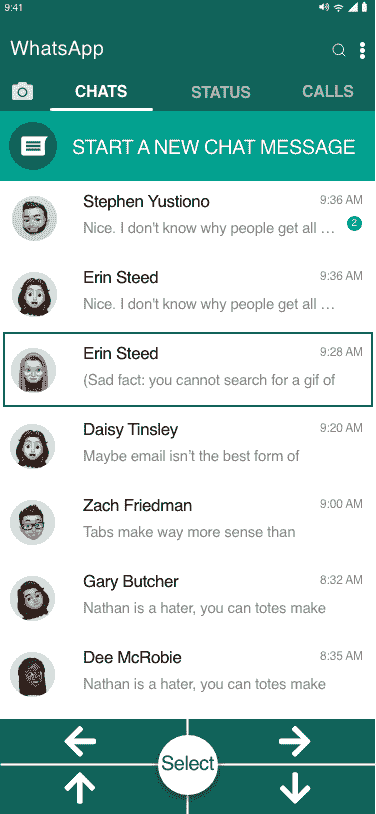 9:41
WhatsApp
CHATS STATUS CALLS
START A NEW CHAT MESSAGE
Stephen Yustiono 9:36 AM
Nice. I don't know why people get all ... 2
Erin Steed 9:36 AM
Nice. I don't know why people get all ...
Erin Steed 9:28 AM
(Sad fact: you cannot search for a gif of
Daisy Tinsley 9:20 AM
Maybe email isn't the best form of
Zach Friedman 9:00 AM
Tabs make way more sense than
Gary Butcher 8:32 AM
Nathan is a hater, you can totes make
Dee McRobie 8:35 AM
Nathan is a hater, you can totes make
Select